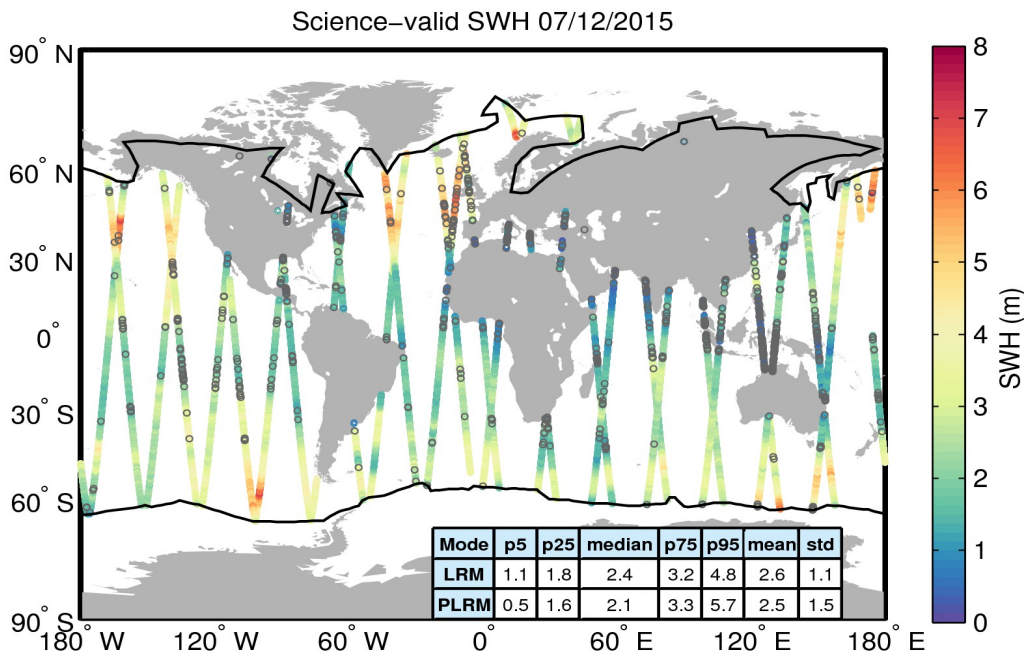 Science−valid SWH 07/12/2015
90° N
60° N
30° N
0°
30° S
60° S
90° S
180° W
120° W
60° W
0°
60° E
120° E
180° E
8
7
6
5
4
3
2
1
0
SWH (m)
Mode p5 p25 median p75 p95 mean std
LRM 1.1 1.8 2.4 3.2 4.8 2.6 1.1
PLRM 0.5 1.6 2.1 3.3 5.7 2.5 1.5